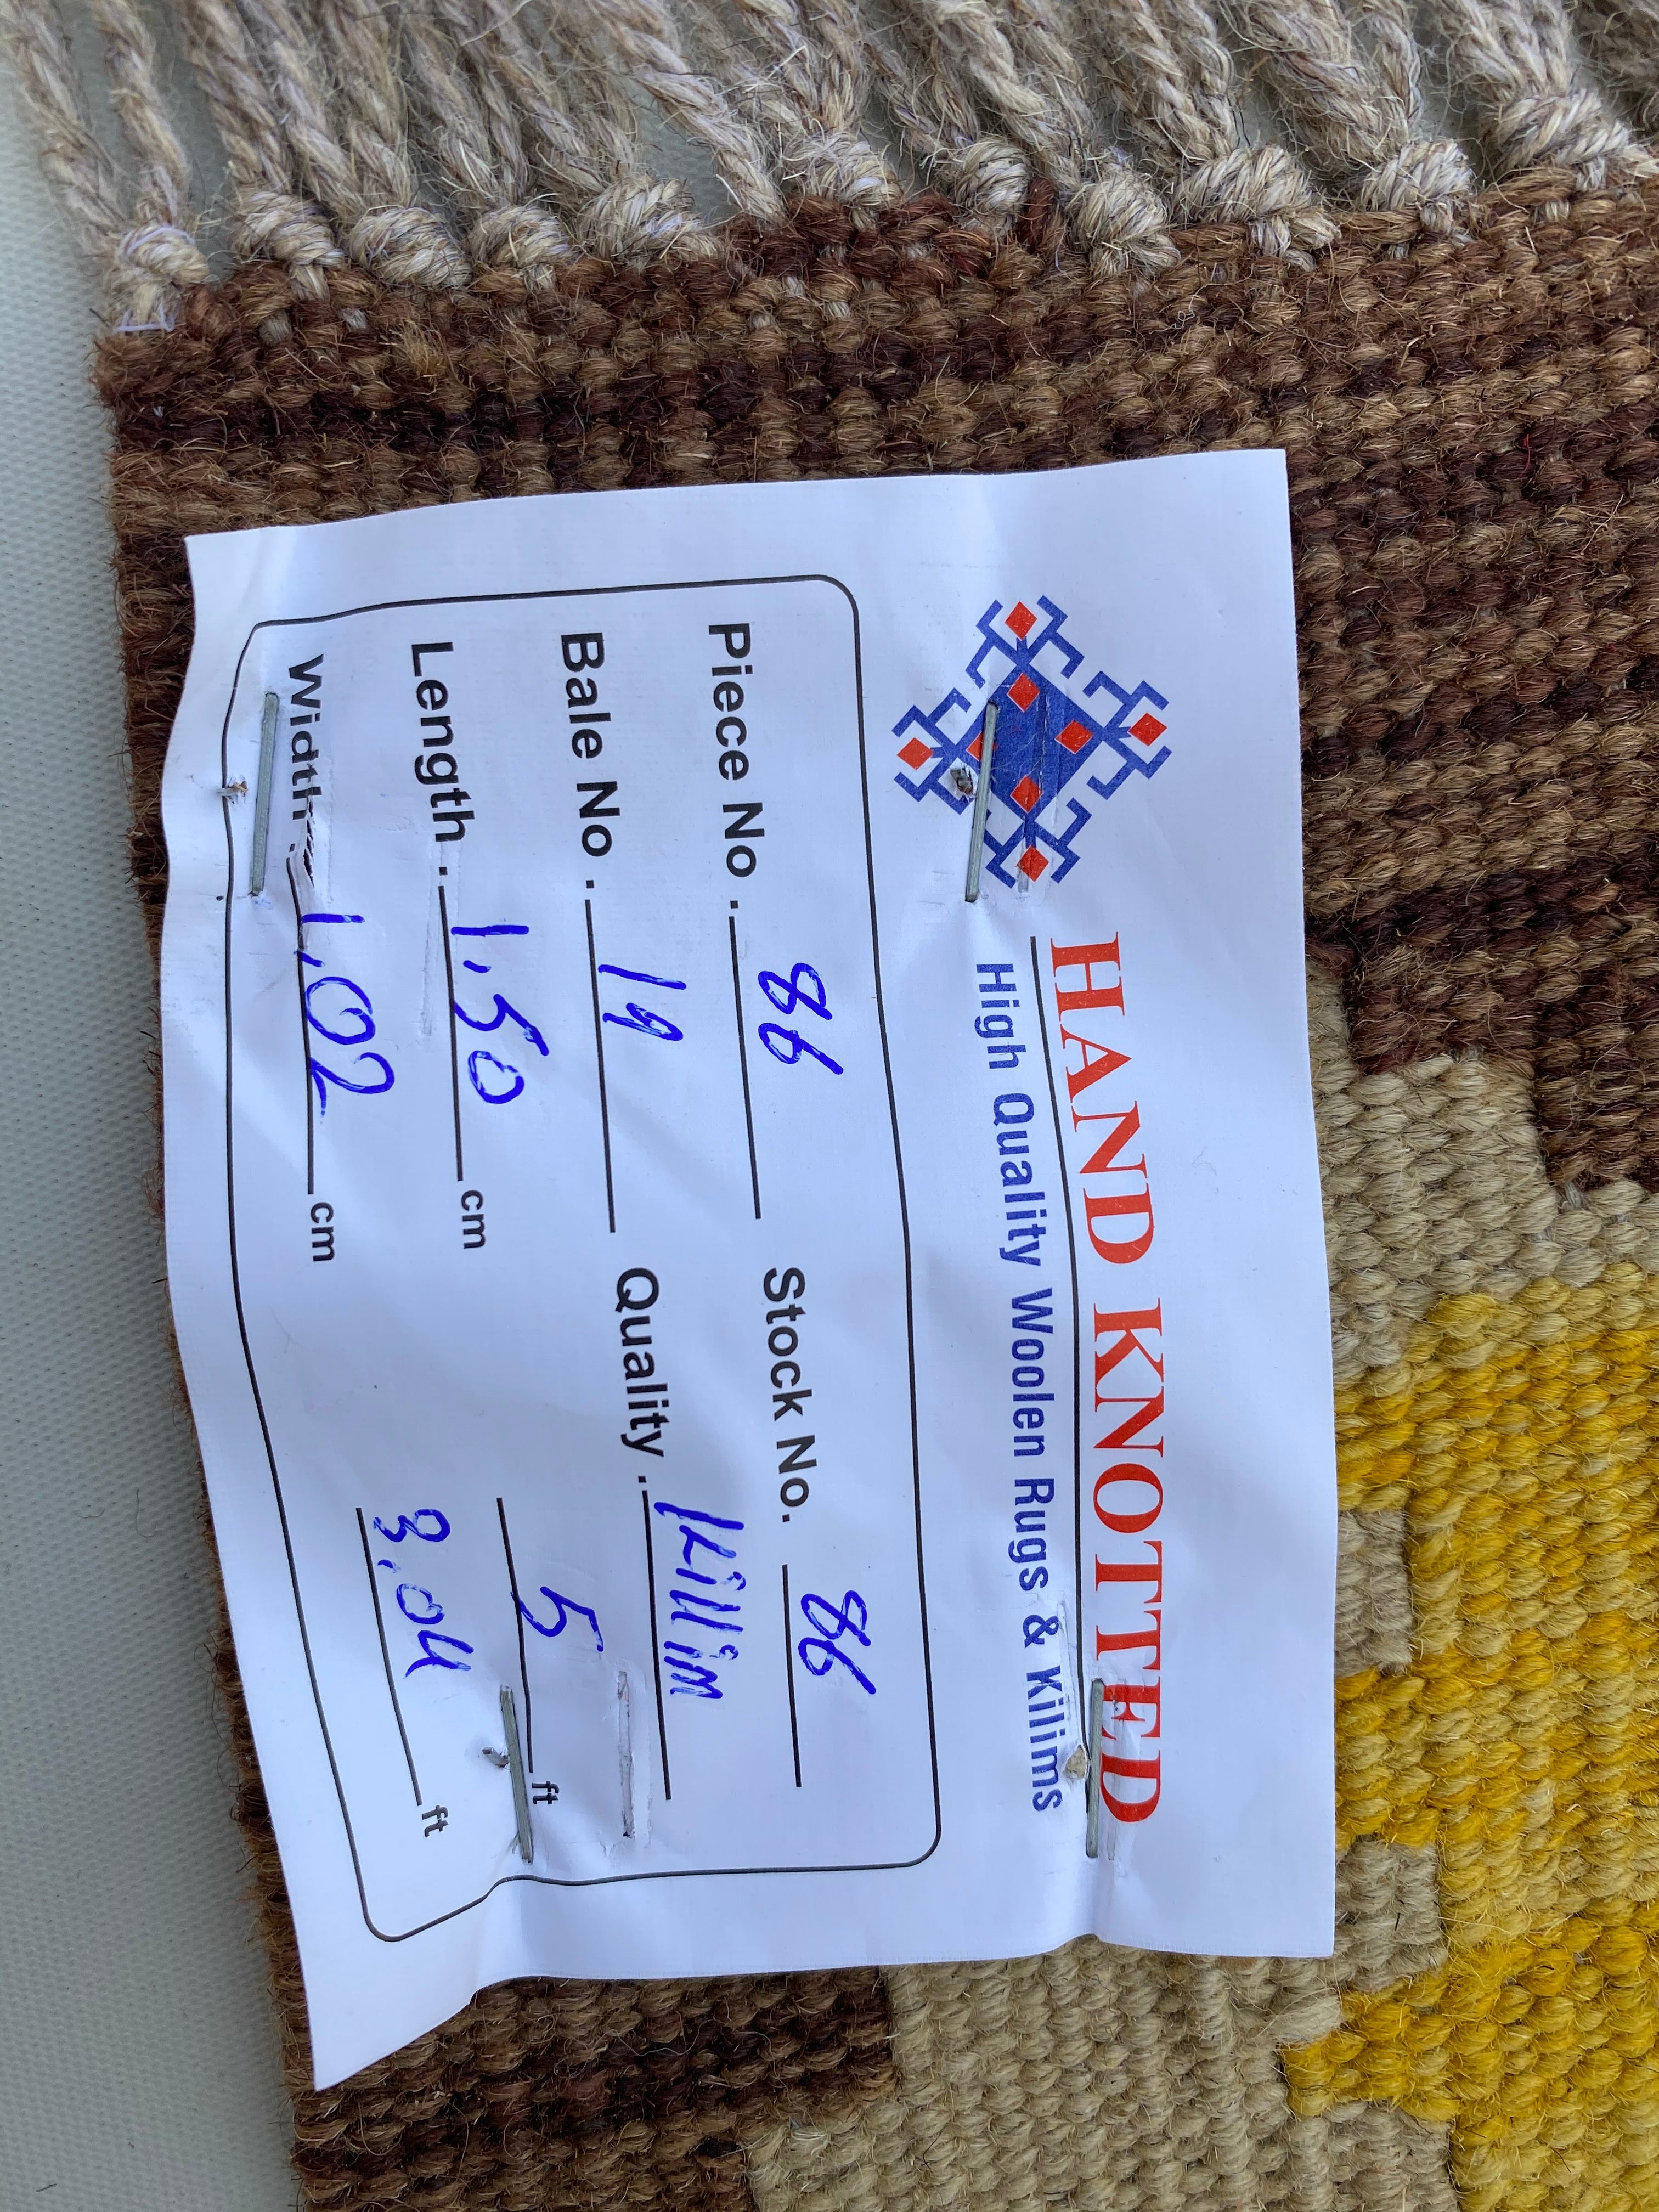 HAND KNOTTED
High Quality Woolen Rugs & Kilims
Piece No . 86 Stock No. 86
Bale No . 19 Quality . Killim
Length . 1.50 cm 5 ft
Width . 1.02 cm 3.04 ft